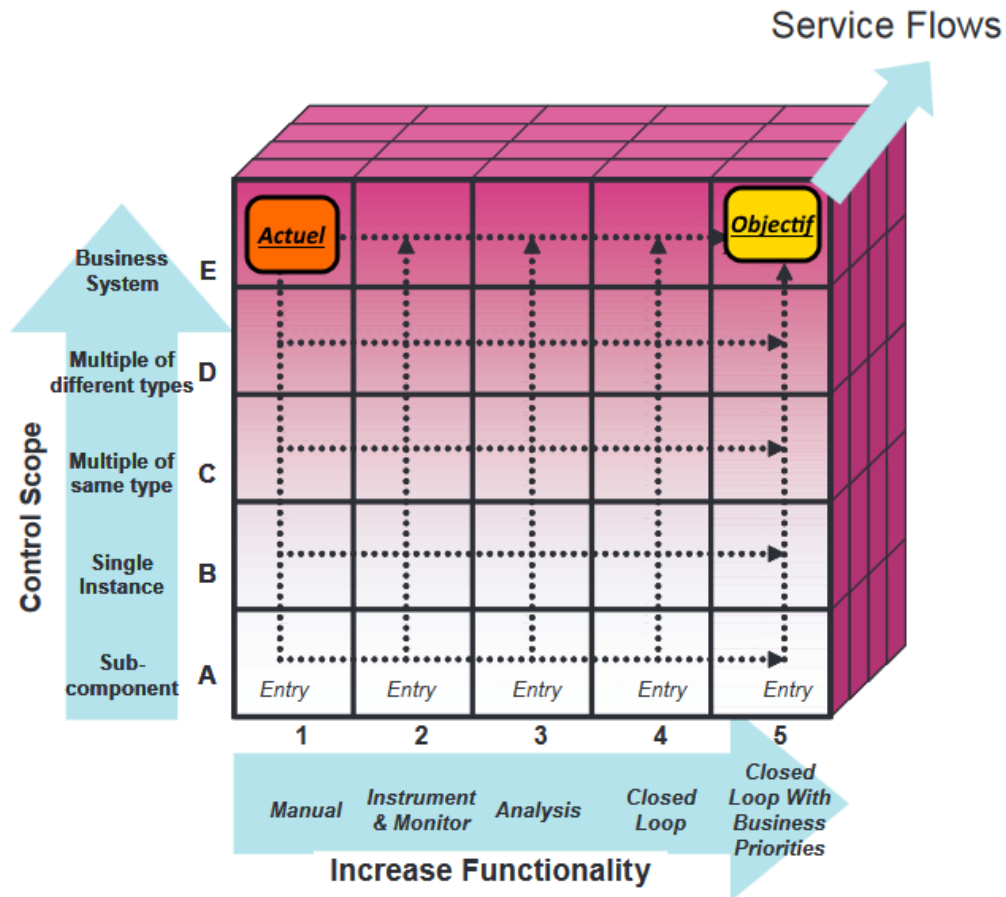 Service Flows
Actuel
Objectif
Business
System
E
Multiple of
different types
D
Multiple of
same type
C
Single
Instance
B
Sub-
component
A
Control Scope
Entry
Entry
Entry
Entry
Entry
1
2
3
4
5
Manual
Instrument
& Monitor
Analysis
Closed
Loop
Closed
Loop With
Business
Priorities
Increase Functionality